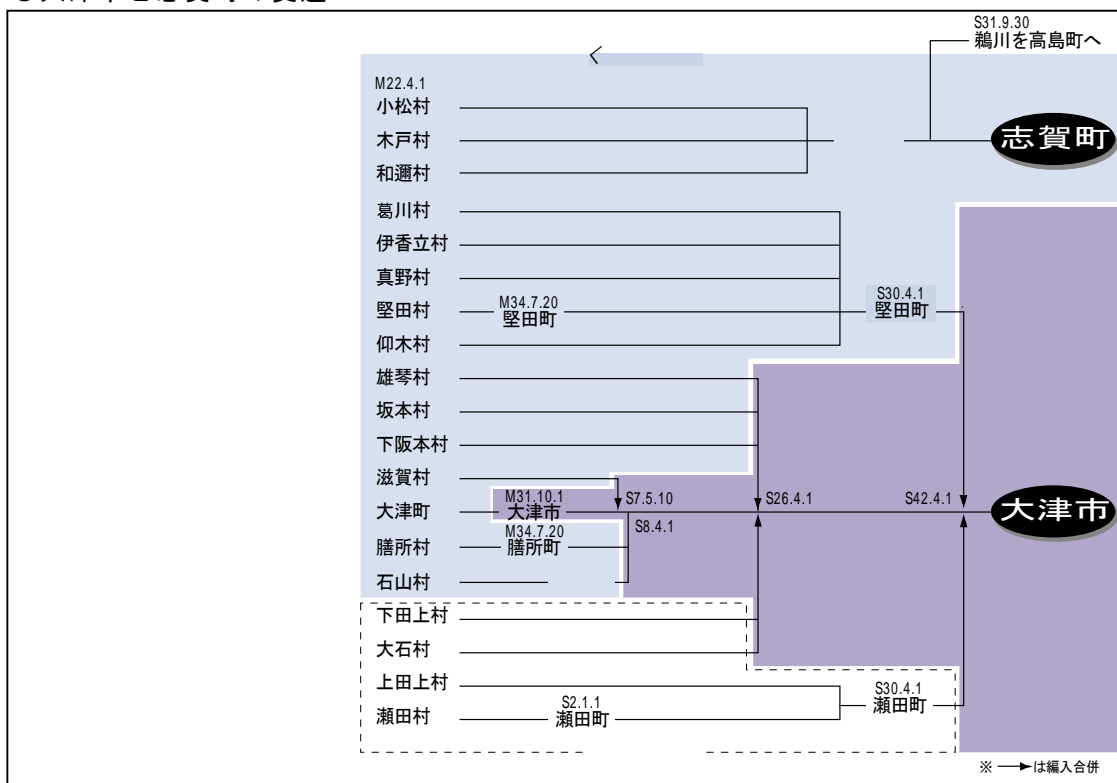 S31.9.30
鵜川を高島町へ
M22.4.1
小松村
木戸村
志賀町
和邇村
葛川村
伊香立村
真野村
堅田村
M34.7.20
堅田町
S30.4.1
堅田町
仰木村
雄琴村
坂本村
下阪本村
滋賀村
大津町
M31.10.1
大津市
S7.5.10
S26.4.1
S42.4.1
大津市
S8.4.1
膳所村
M34.7.20
膳所町
石山村
下田上村
大石村
上田上村
瀬田村
S2.1.1
瀬田町
S30.4.1
瀬田町
※ → は編入合併